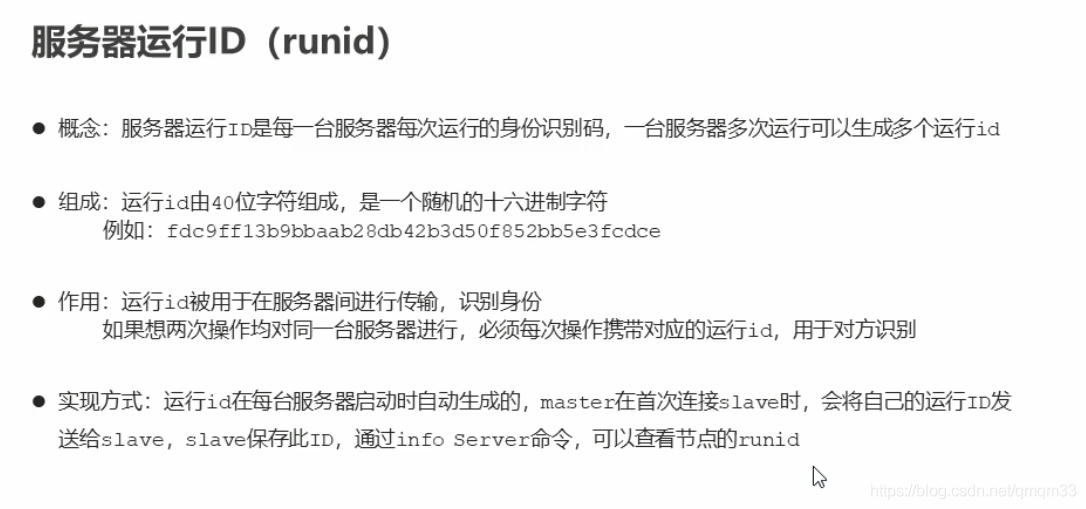 服务器运行ID（runid）
● 概念：服务器运行ID是每一台服务器每次运行的身份识别码，一台服务器多次运行可以生成多个运行id
● 组成：运行id由40位字符组成，是一个随机的十六进制字符
例如：fdc9ff13b9bbaab28db42b3d50f852bb5e3fcdce
● 作用：运行id被用于在服务器间进行传输，识别身份
如果想两次操作均对同一台服务器进行，必须每次操作携带对应的运行id，用于对方识别
● 实现方式：运行id在每台服务器启动时自动生成的，master在首次连接slave时，会将自己的运行ID发
送给slave，slave保存此ID，通过info Server命令，可以查看节点的runid
https://blog.csdn.net/qmqm33